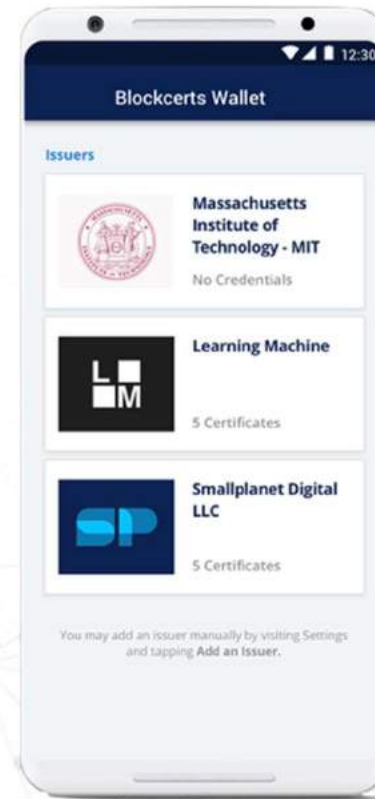 12:30
Blockcerts Wallet
Issuers
Massachusetts
Institute of
Technology - MIT
No Credentials
L
M
Learning Machine
5 Certificates
SP
Smallplanet Digital
LLC
5 Certificates
You may add an issuer manually by visiting Settings
and tapping Add an Issuer.